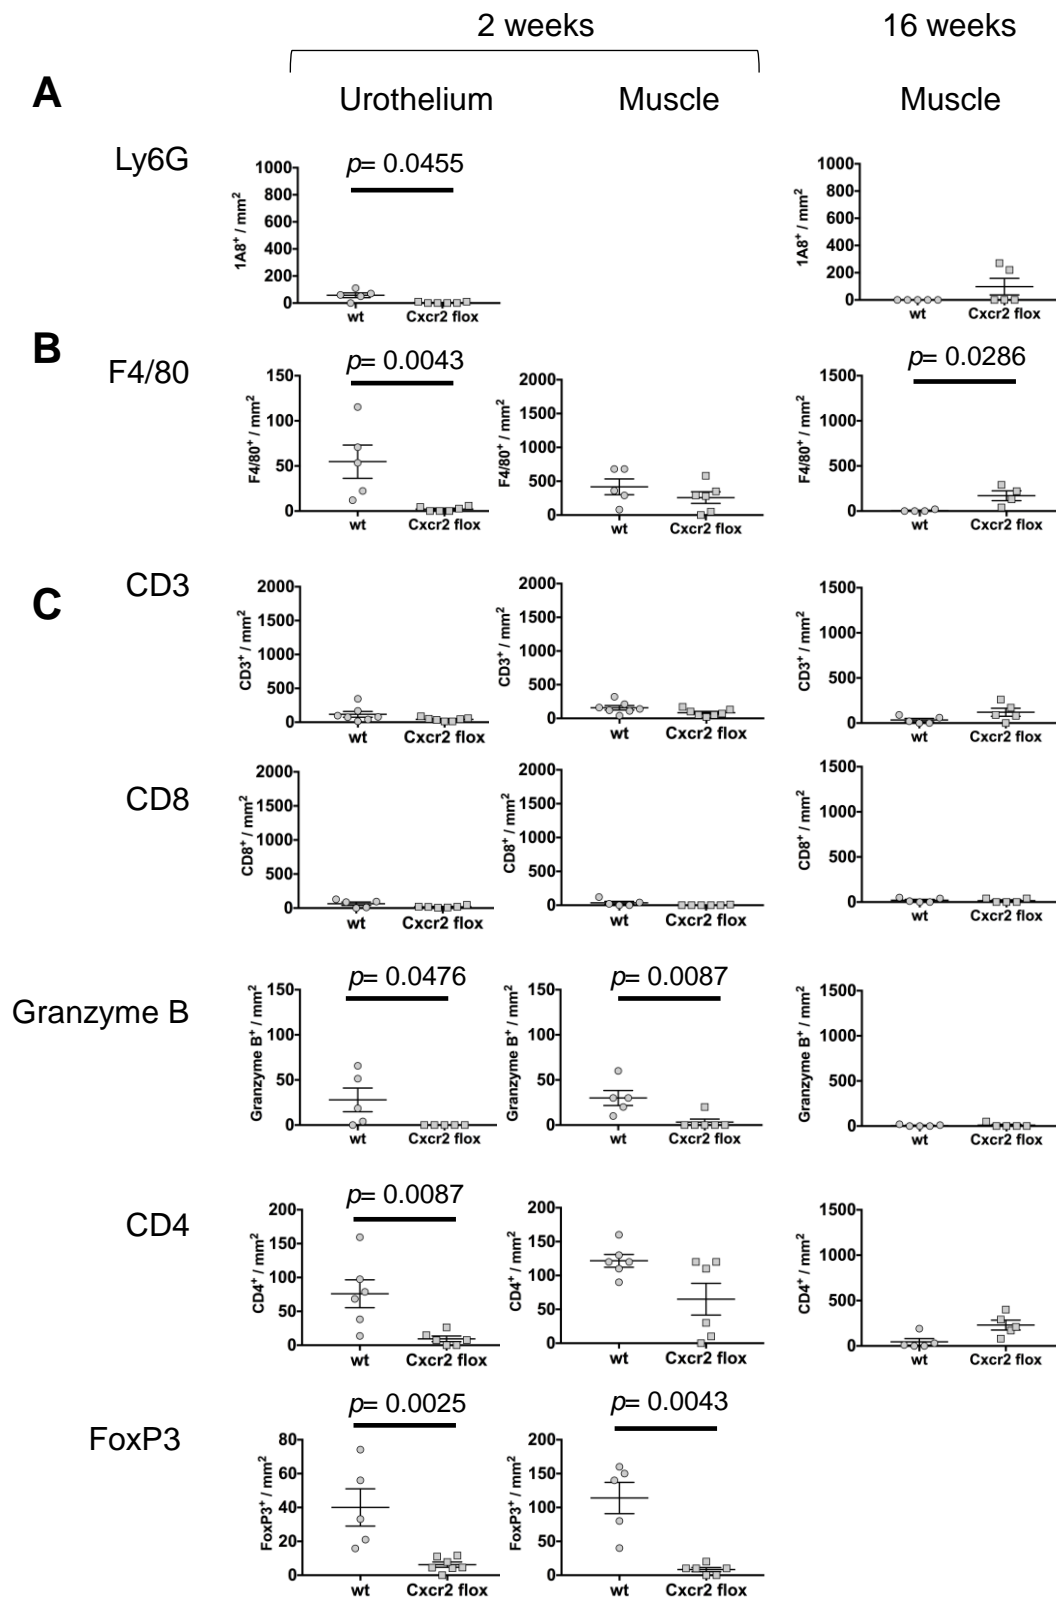 2 weeks 16 weeks
A Urothelium Muscle Muscle
Ly6G
p= 0.0455
1000 800 600 400 200 0
1A8+ / mm2
wt Cxcr2 flox
1000 800 600 400 200 0
1A8+ / mm2
wt Cxcr2 flox
B
F4/80
p= 0.0043
150 100 50 0
F4/80+ / mm2
wt Cxcr2 flox
2000 1500 1000 500 0
F4/80+ / mm2
wt Cxcr2 flox
p= 0.0286
1500 1000 500 0
F4/80+ / mm2
wt Cxcr2 flox
C
CD3
2000 1500 1000 500 0
CD3+ / mm2
wt Cxcr2 flox
2000 1500 1000 500 0
CD3+ / mm2
wt Cxcr2 flox
1500 1000 500 0
CD3+ / mm2
wt Cxcr2 flox
CD8
2000 1500 1000 500 0
CD8+ / mm2
wt Cxcr2 flox
2000 1500 1000 500 0
CD8+ / mm2
wt Cxcr2 flox
1500 1000 500 0
CD8+ / mm2
wt Cxcr2 flox
Granzyme B
p= 0.0476
150 100 50 0
Granzyme B+ / mm2
wt Cxcr2 flox
p= 0.0087
150 100 50 0
Granzyme B+ / mm2
wt Cxcr2 flox
1500 1000 500 0
Granzyme B+ / mm2
wt Cxcr2 flox
CD4
p= 0.0087
200 150 100 50 0
CD4+ / mm2
wt Cxcr2 flox
200 150 100 50 0
CD4+ / mm2
wt Cxcr2 flox
1500 1000 500 0
CD4+ / mm2
wt Cxcr2 flox
FoxP3
p= 0.0025
80 60 40 20 0
FoxP3+ / mm2
wt Cxcr2 flox
p= 0.0043
200 150 100 50 0
FoxP3+ / mm2
wt Cxcr2 flox